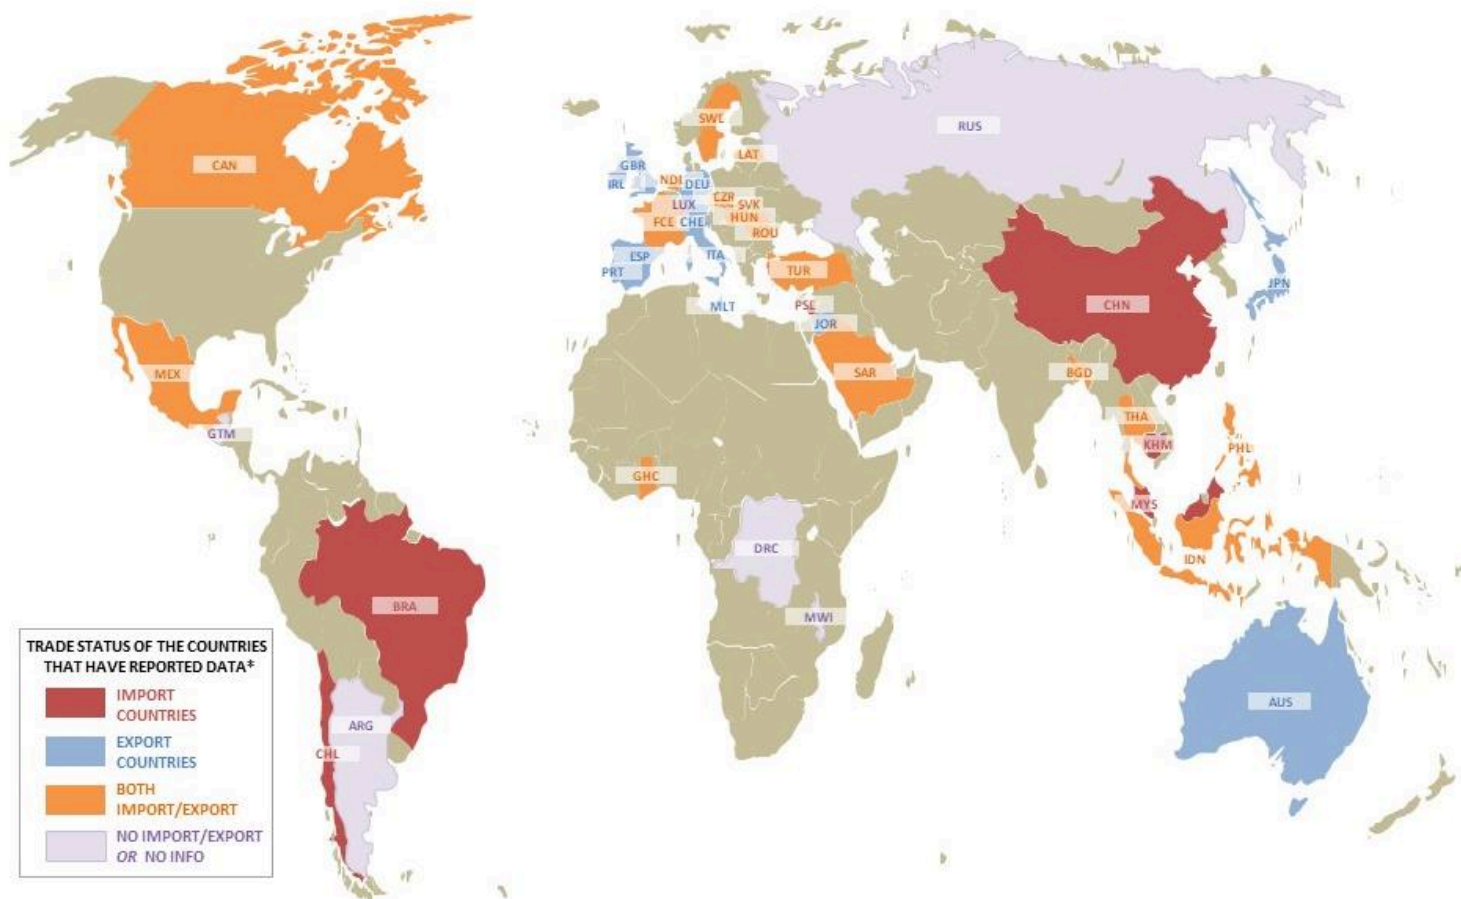 SWE
RUS
CAN
LAT
GBR
IRL
NDL
DEU
CZR
SVK
LUX
HUN
FCE
CHE
ROU
ESP
ITA
PRT
TUR
JPN
MLT
PSE
CHN
JOR
MEX
SAR
BGD
THA
GTM
KHM
PHL
GHC
MYS
DRC
IDN
BRA
MWI
TRADE STATUS OF THE COUNTRIES
THAT HAVE REPORTED DATA*
IMPORT
COUNTRIES
EXPORT
COUNTRIES
BOTH
IMPORT/EXPORT
NO IMPORT/EXPORT
OR NO INFO
ARG
CHL
AUS